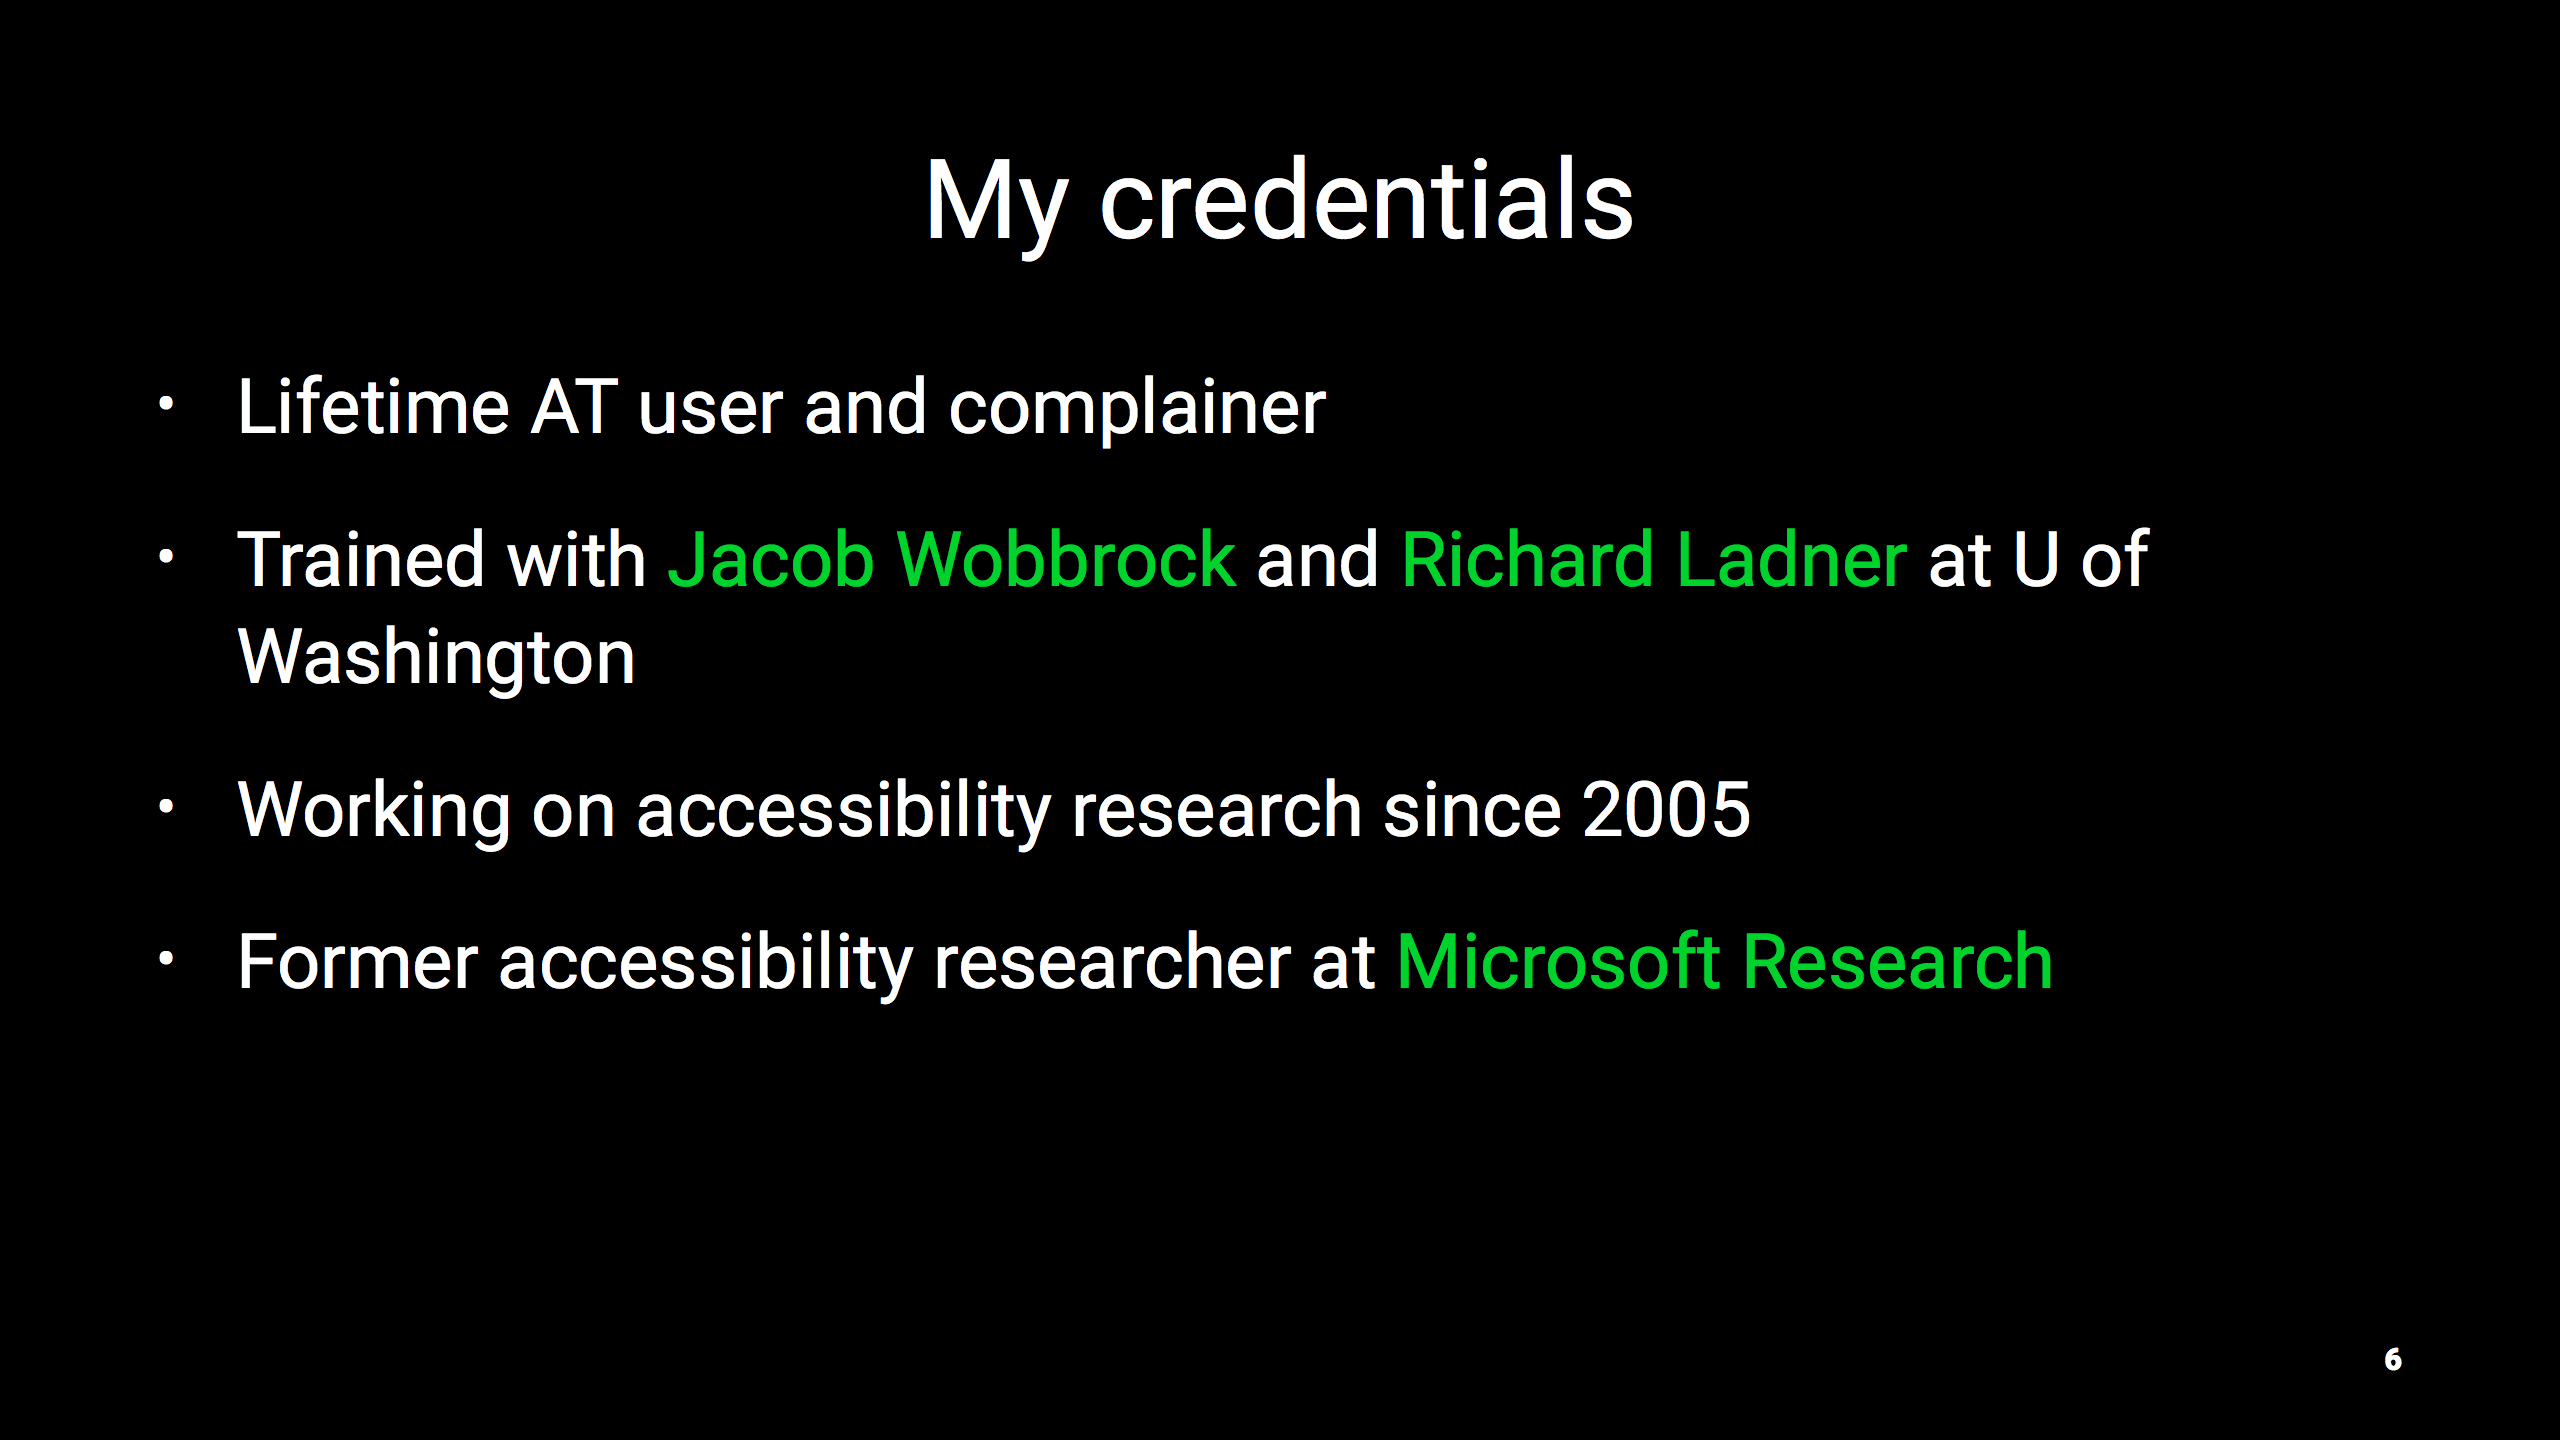 My credentials
• Lifetime AT user and complainer
• Trained with Jacob Wobbrock and Richard Ladner at U of
Washington
• Working on accessibility research since 2005
• Former accessibility researcher at Microsoft Research
6